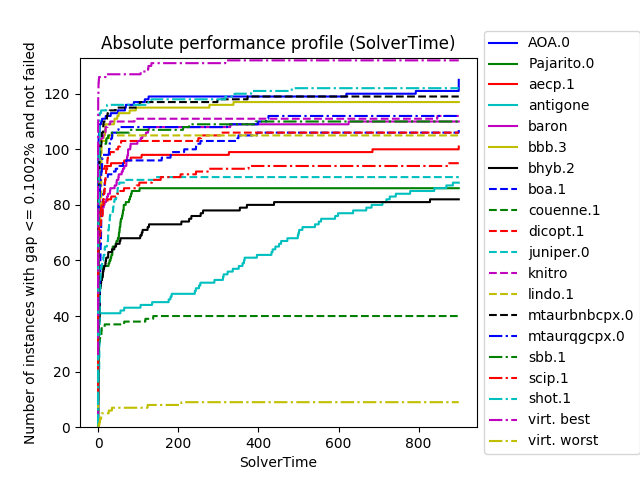 Absolute performance profile (SolverTime)
Number of instances with gap <= 0.1002% and not failed
120
100
80
60
40
20
0
0 200 400 600 800
SolverTime
AOA.0
Pajarito.0
aecp.1
antigone
baron
bbb.3
bhyb.2
boa.1
couenne.1
dicopt.1
juniper.0
knitro
lindo.1
mtaurbnbcpx.0
mtaurqgcpx.0
sbb.1
scip.1
shot.1
virt. best
virt. worst